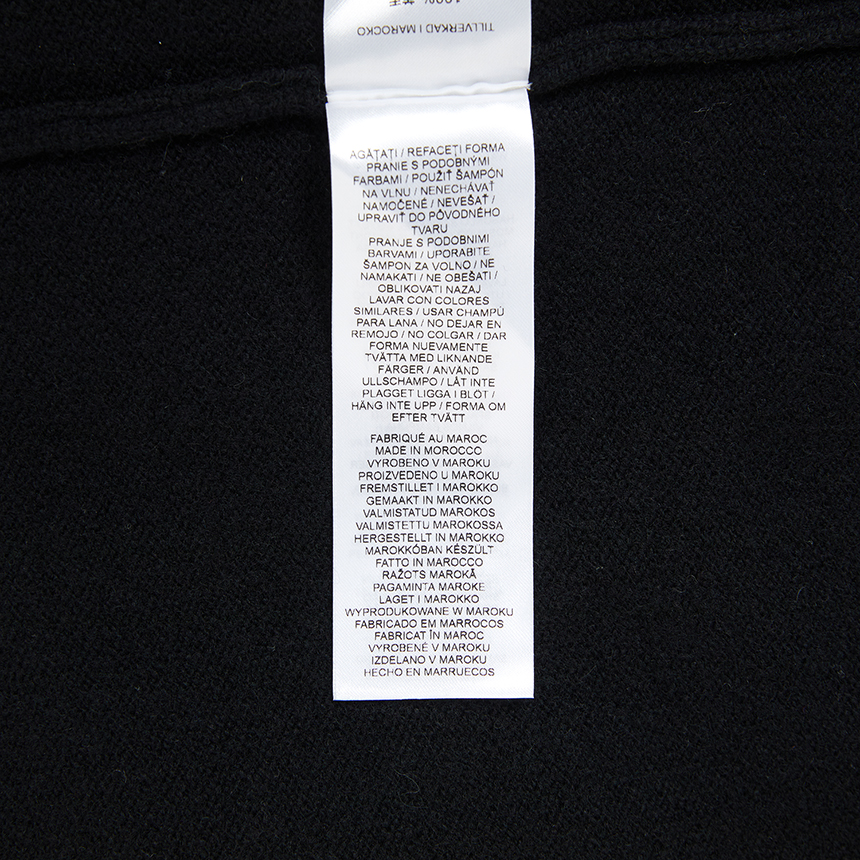 TILLVERKAD I MAROCKO
AGĂȚAȚI / REFACEȚI FORMA
PRANIE S PODOBNÝMI
FARBAMI / POUŽIŤ ŠAMPÓN
NA VLNU / NENECHÁVAŤ
NAMOČENÉ / NEVEŠAŤ /
UPRAVIŤ DO PÔVODNÉHO
TVARU
PRANJE S PODOBNIMI
BARVAMI / UPORABITE
ŠAMPON ZA VOLNO / NE
NAMAKATI / NE OBEŠATI /
OBLIKOVATI NAZAJ
LAVAR CON COLORES
SIMILARES / USAR CHAMPÚ
PARA LANA / NO DEJAR EN
REMOJO / NO COLGAR / DAR
FORMA NUEVAMENTE
TVÄTTA MED LIKNANDE
FÄRGER / ANVÄND
ULLSCHAMPO / LÅT INTE
PLAGGET LIGGA I BLÖT /
HÄNG INTE UPP / FORMA OM
EFTER TVÄTT
FABRIQUÉ AU MAROC
MADE IN MOROCCO
VYROBENO V MAROKU
PROIZVEDENO U MAROKU
FREMSTILLET I MAROKKO
GEMAAKT IN MAROKKO
VALMISTATUD MAROKOS
VALMISTETTU MAROKOSSA
HERGESTELLT IN MAROKKO
MAROKKÓBAN KÉSZÜLT
FATTO IN MAROCCO
RAŽOTS MAROKĀ
PAGAMINTA MAROKE
LAGET I MAROKKO
WYPRODUKOWANE W MAROKU
FABRICADO EM MARROCOS
FABRICAT ÎN MAROC
VYROBENÉ V MAROKU
IZDELANO V MAROKU
HECHO EN MARRUECOS